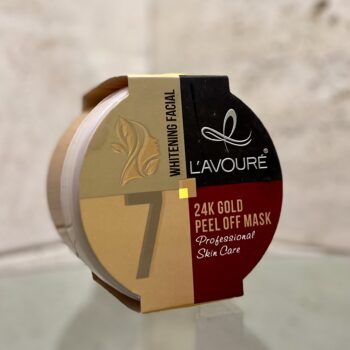 WHITENING FACIAL
L'AVOURÉ®
7
24K GOLD
PEEL OFF MASK
Professional
Skin Care